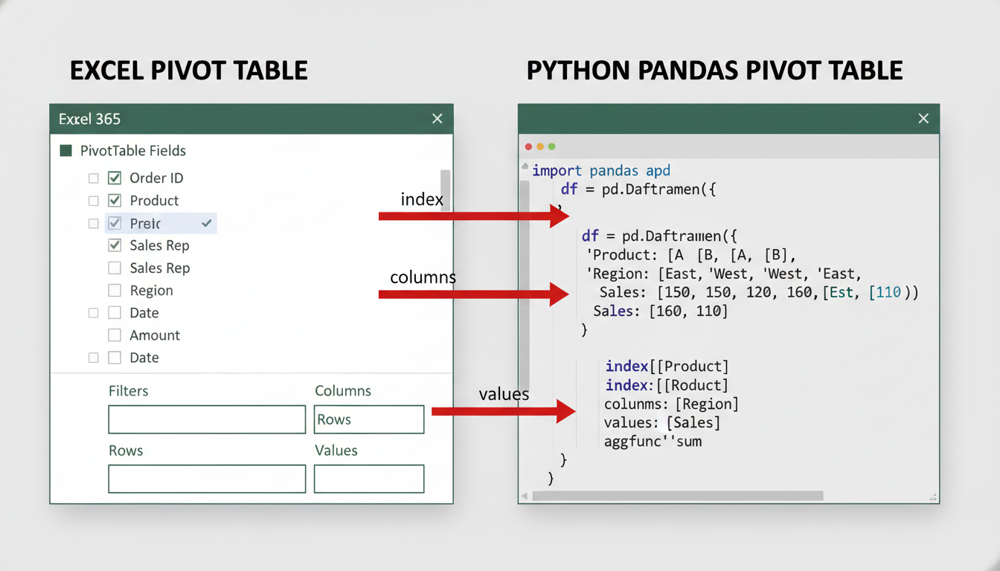 EXCEL PIVOT TABLE
PYTHON PANDAS PIVOT TABLE
Excel 365
PivotTable Fields
Order ID
Product
Sales Rep
Sales Rep
Region
Date
Amount
Date
Filters
Columns
Rows
Rows
Values
index
columns
values
import pandas apd
df = pd.Daftramen({
,
df = pd.Daftramen({
'Product: [A [B, [A, [B],
'Region: [East, 'West, 'West, 'East,
Sales: [150, 150, 120, 160,[Est, [110 ))
Sales: [160, 110]
}
index[[Product]
index:[[Roduct]
colunms: [Region]
values: [Sales]
aggfunc''sum
}
}